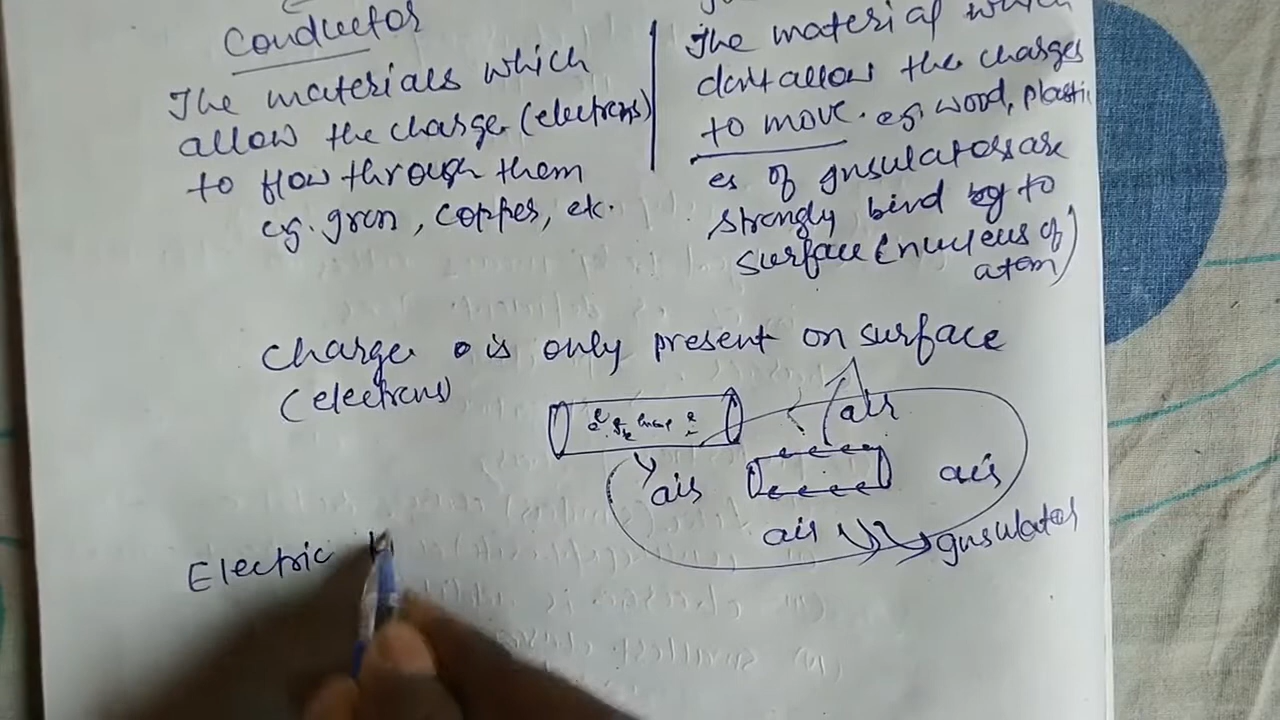 Conductor
The materials which
allow the charge (electrons)
to flow through them
eg. Iron, copper, etc.
The material which
don't allow the charges
to move. eg. wood, plastic
es of Insulators are
strongly bind to
surface (nucleus of
atom)
Charge is only present on surface
(electrons)
air
air
air
air
Insulator
Electric